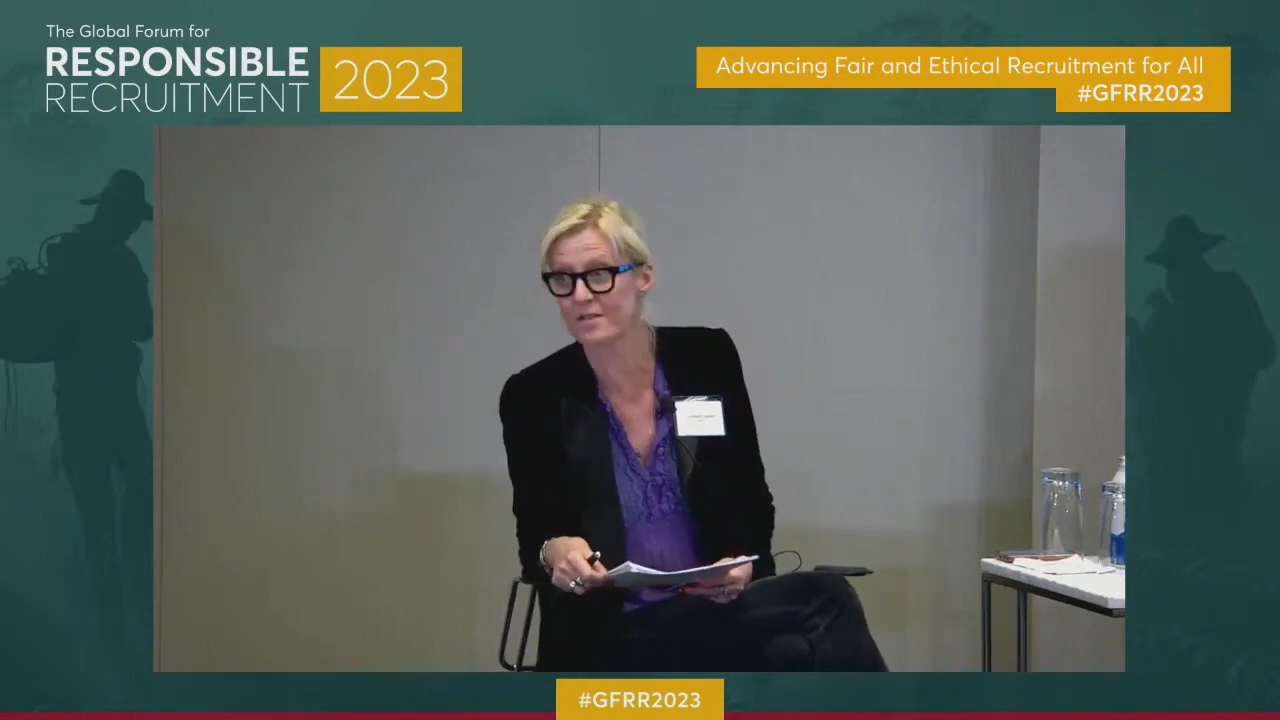 The Global Forum for
RESPONSIBLE
RECRUITMENT
2023
Advancing Fair and Ethical Recruitment for All
#GFRR2023
#GFRR2023